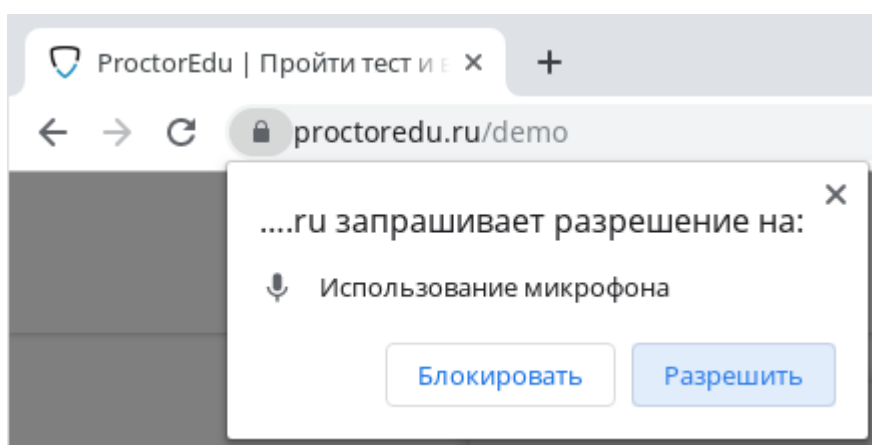 ProctorEdu | Пройти тест и
proctoredu.ru/demo
....ru запрашивает разрешение на:
Использование микрофона
Блокировать
Разрешить